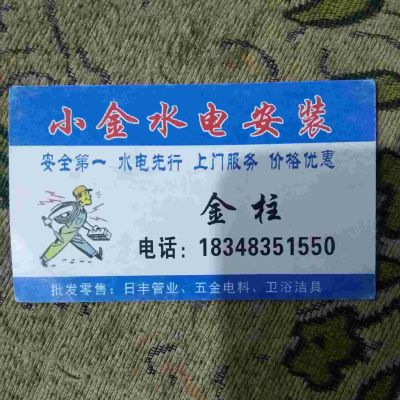 小金水电安装
安全第一 水电先行 上门服务 价格优惠
金柱
电话：18348351550
批发零售：日丰管业、五金电料、卫浴洁具